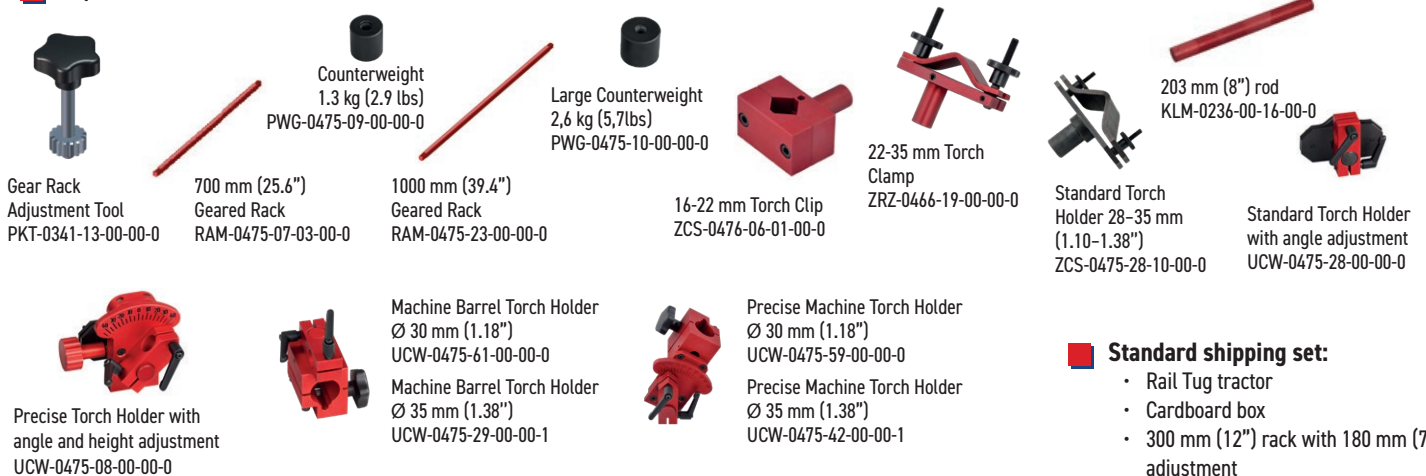 Counterweight
1.3 kg (2.9 lbs)
PWG-0475-09-00-00-0
Large Counterweight
2,6 kg (5,7lbs)
PWG-0475-10-00-00-0
203 mm (8”) rod
KLM-0236-00-16-00-0
Gear Rack
Adjustment Tool
PKT-0341-13-00-00-0
700 mm (25.6”)
Geared Rack
RAM-0475-07-03-00-0
1000 mm (39.4”)
Geared Rack
RAM-0475-23-00-00-0
16-22 mm Torch Clip
ZCS-0476-06-01-00-0
22-35 mm Torch
Clamp
ZRZ-0466-19-00-00-0
Standard Torch
Holder 28–35 mm
(1.10–1.38”)
ZCS-0475-28-10-00-0
Standard Torch Holder
with angle adjustment
UCW-0475-28-00-00-0
Precise Torch Holder with
angle and height adjustment
UCW-0475-08-00-00-0
Machine Barrel Torch Holder
Ø 30 mm (1.18”)
UCW-0475-61-00-00-0
Machine Barrel Torch Holder
Ø 35 mm (1.38’’)
UCW-0475-29-00-00-1
Precise Machine Torch Holder
Ø 30 mm (1.18”)
UCW-0475-59-00-00-0
Precise Machine Torch Holder
Ø 35 mm (1.38”)
UCW-0475-42-00-00-1
Standard shipping set:
• Rail Tug tractor
• Cardboard box
• 300 mm (12”) rack with 180 mm (7
adjustment